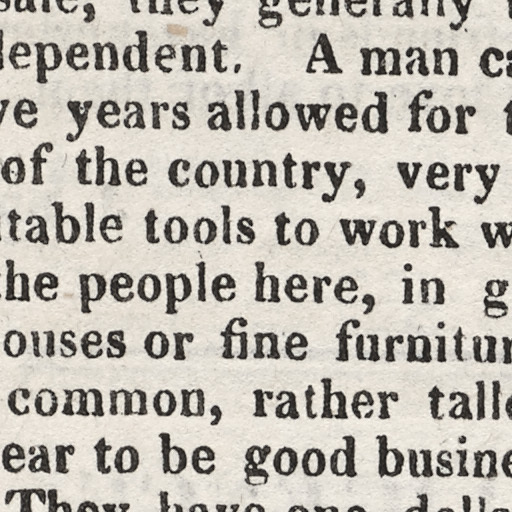 sale, they generally
dependent. A man ca
ve years allowed for t
of the country, very
itable tools to work w
the people here, in g
ouses or fine furnitur
common, rather talle
ear to be good busine
They have one dolla